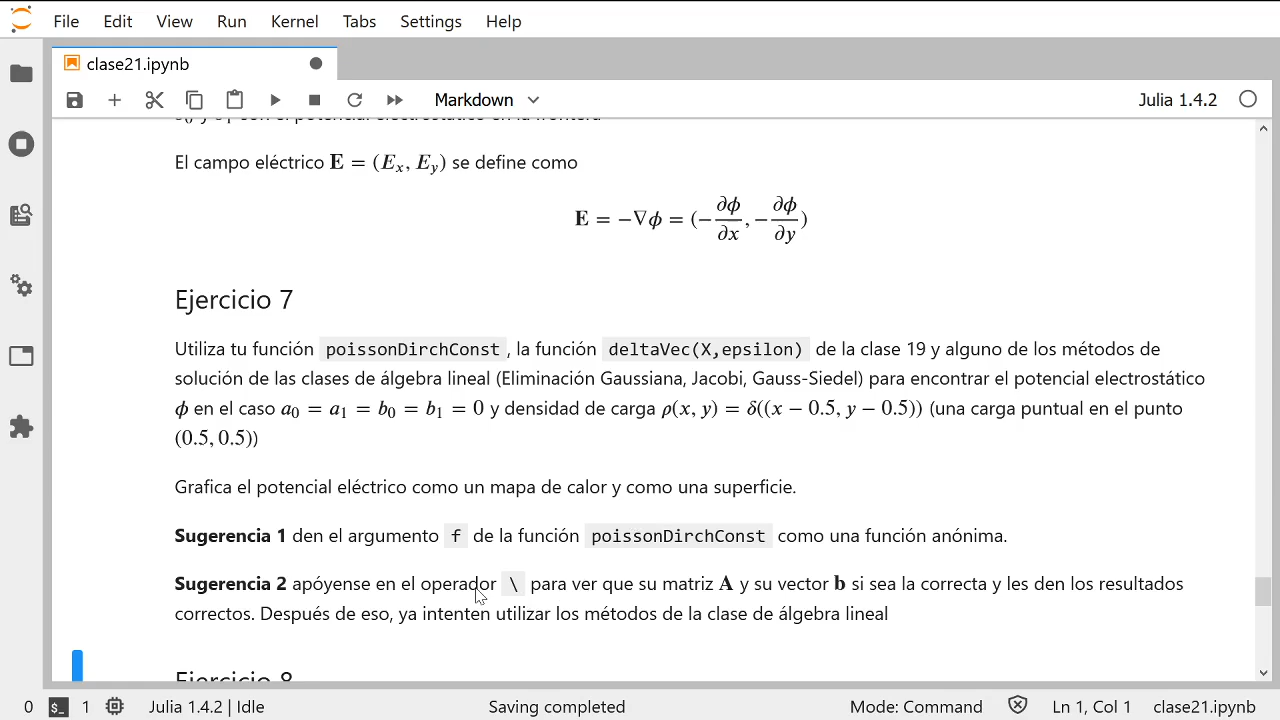 File Edit View Run Kernel Tabs Settings Help
clase21.ipynb
Markdown
Julia 1.4.2
El campo eléctrico E = (Eₓ, E_y) se define como
E = −∇ϕ = (−∂ϕ/∂x, −∂ϕ/∂y)
Ejercicio 7
Utiliza tu función poissonDirchConst, la función deltaVec(X,epsilon) de la clase 19 y alguno de los métodos de
solución de las clases de álgebra lineal (Eliminación Gaussiana, Jacobi, Gauss-Siedel) para encontrar el potencial electrostático
ϕ en el caso a₀ = a₁ = b₀ = b₁ = 0 y densidad de carga ρ(x, y) = δ((x − 0.5, y − 0.5)) (una carga puntual en el punto
(0.5, 0.5))
Grafica el potencial eléctrico como un mapa de calor y como una superficie.
Sugerencia 1 den el argumento f de la función poissonDirchConst como una función anónima.
Sugerencia 2 apóyense en el operador \ para ver que su matriz A y su vector b si sea la correcta y les den los resultados
correctos. Después de eso, ya intenten utilizar los métodos de la clase de álgebra lineal
Ejercicio 8
0 $_ 1 Julia 1.4.2 | Idle Saving completed Mode: Command Ln 1, Col 1 clase21.ipynb